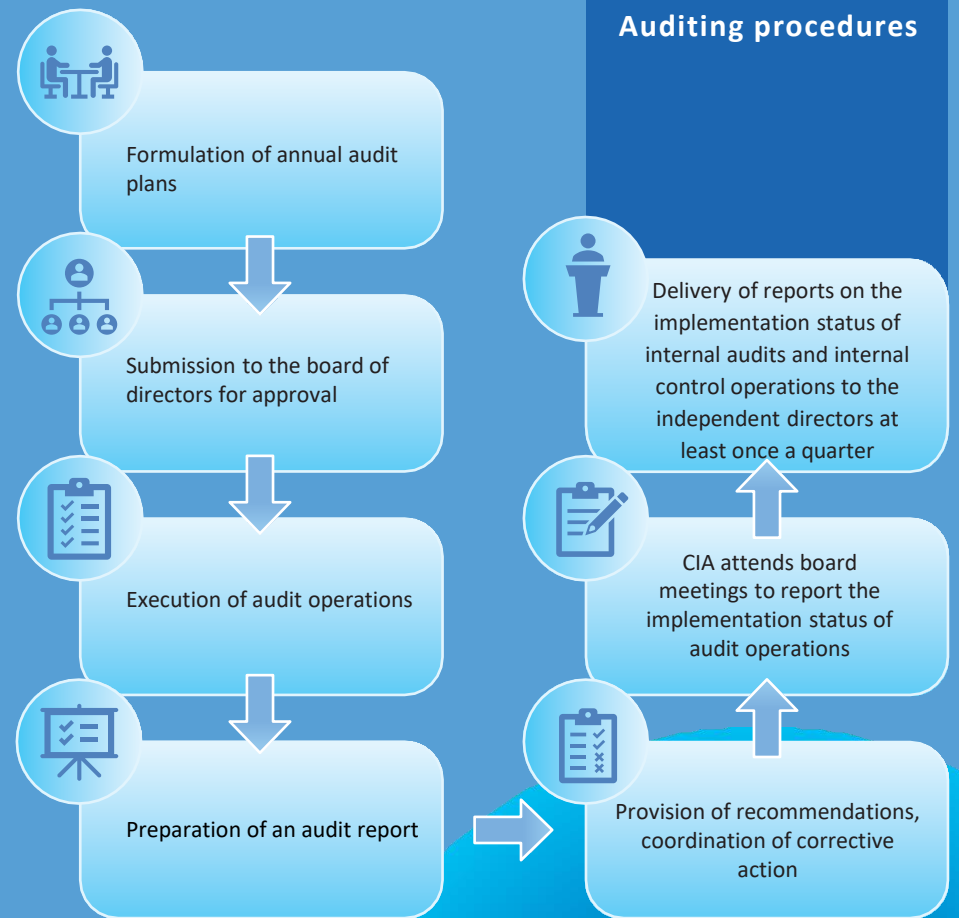 Auditing procedures
Formulation of annual audit
plans
Submission to the board of
directors for approval
Execution of audit operations
Preparation of an audit report
Provision of recommendations,
coordination of corrective
action
CIA attends board
meetings to report the
implementation status of
audit operations
Delivery of reports on the
implementation status of
internal audits and internal
control operations to the
independent directors at
least once a quarter